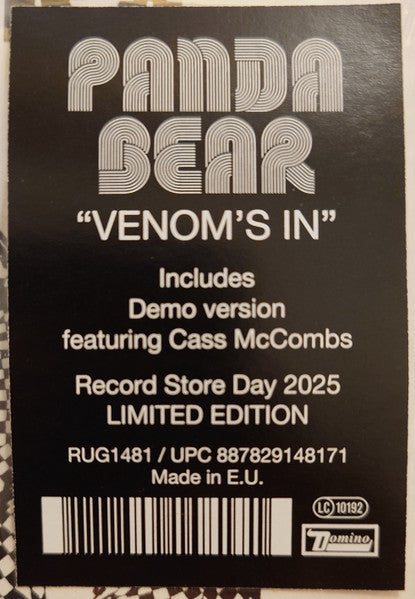 PANDA
BEAR
“VENOM’S IN”
Includes
Demo version
featuring Cass McCombs
Record Store Day 2025
LIMITED EDITION
RUG1481 / UPC 887829148171
Made in E.U.
LC 10192
Domino